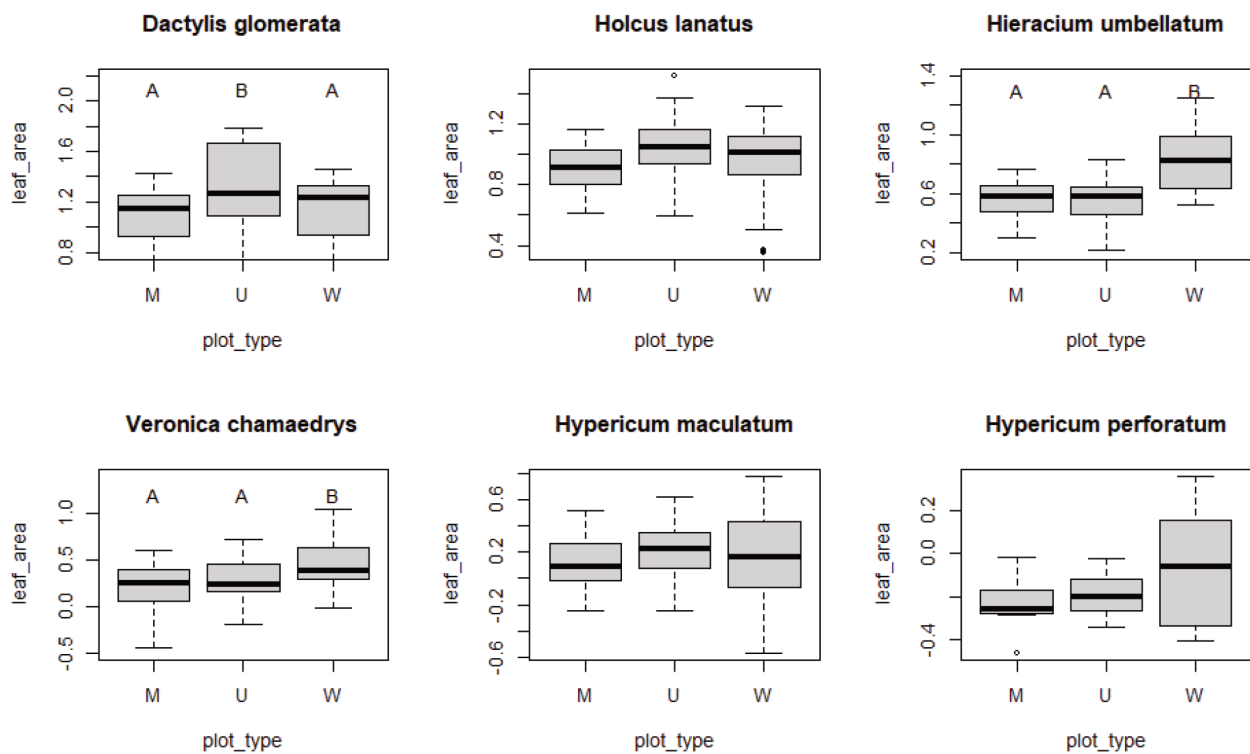 Dactylis glomerata
A B A
leaf_area
2.0
1.6
1.2
0.8
M U W
plot_type
Holcus lanatus
leaf_area
1.2
0.8
0.4
M U W
plot_type
Hieracium umbellatum
A A B
leaf_area
1.4
1.0
0.6
0.2
M U W
plot_type
Veronica chamaedrys
A A B
leaf_area
1.0
0.5
0.0
-0.5
M U W
plot_type
Hypericum maculatum
leaf_area
0.6
0.2
-0.2
-0.6
M U W
plot_type
Hypericum perforatum
leaf_area
0.2
0.0
-0.4
M U W
plot_type